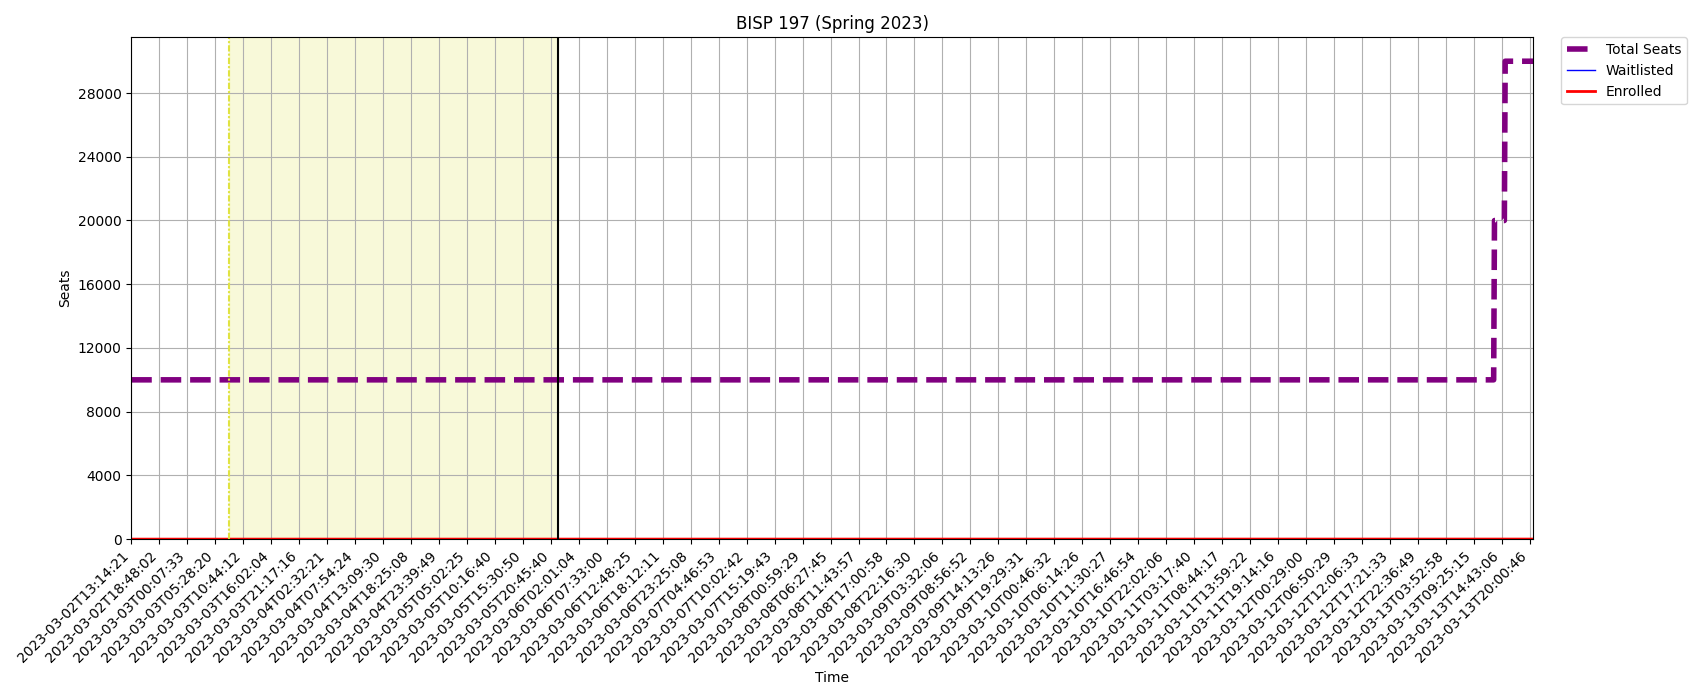 BISP 197 (Spring 2023)
Total Seats
Waitlisted
Enrolled
Seats
28000
24000
20000
16000
12000
8000
4000
0
2023-03-02T13:14:21
2023-03-02T18:48:02
2023-03-03T00:07:33
2023-03-03T05:28:20
2023-03-03T10:44:12
2023-03-03T16:02:04
2023-03-03T21:17:16
2023-03-04T02:32:21
2023-03-04T07:54:24
2023-03-04T13:09:30
2023-03-04T18:25:08
2023-03-04T23:39:49
2023-03-05T05:02:25
2023-03-05T10:16:40
2023-03-05T15:30:50
2023-03-05T20:45:40
2023-03-06T02:01:04
2023-03-06T07:33:00
2023-03-06T12:48:25
2023-03-06T18:12:11
2023-03-06T23:25:08
2023-03-07T04:46:53
2023-03-07T10:02:42
2023-03-07T15:19:43
2023-03-08T00:59:29
2023-03-08T06:27:45
2023-03-08T11:43:57
2023-03-08T17:00:58
2023-03-08T22:16:30
2023-03-09T03:32:06
2023-03-09T08:56:52
2023-03-09T14:13:26
2023-03-09T19:29:31
2023-03-10T00:46:32
2023-03-10T06:14:26
2023-03-10T11:30:27
2023-03-10T16:46:54
2023-03-10T22:02:06
2023-03-11T03:17:40
2023-03-11T08:44:17
2023-03-11T13:59:22
2023-03-11T19:14:16
2023-03-12T00:29:00
2023-03-12T06:50:29
2023-03-12T12:06:33
2023-03-12T17:21:33
2023-03-12T22:36:49
2023-03-13T03:52:58
2023-03-13T09:25:15
2023-03-13T14:43:06
2023-03-13T20:00:46
Time